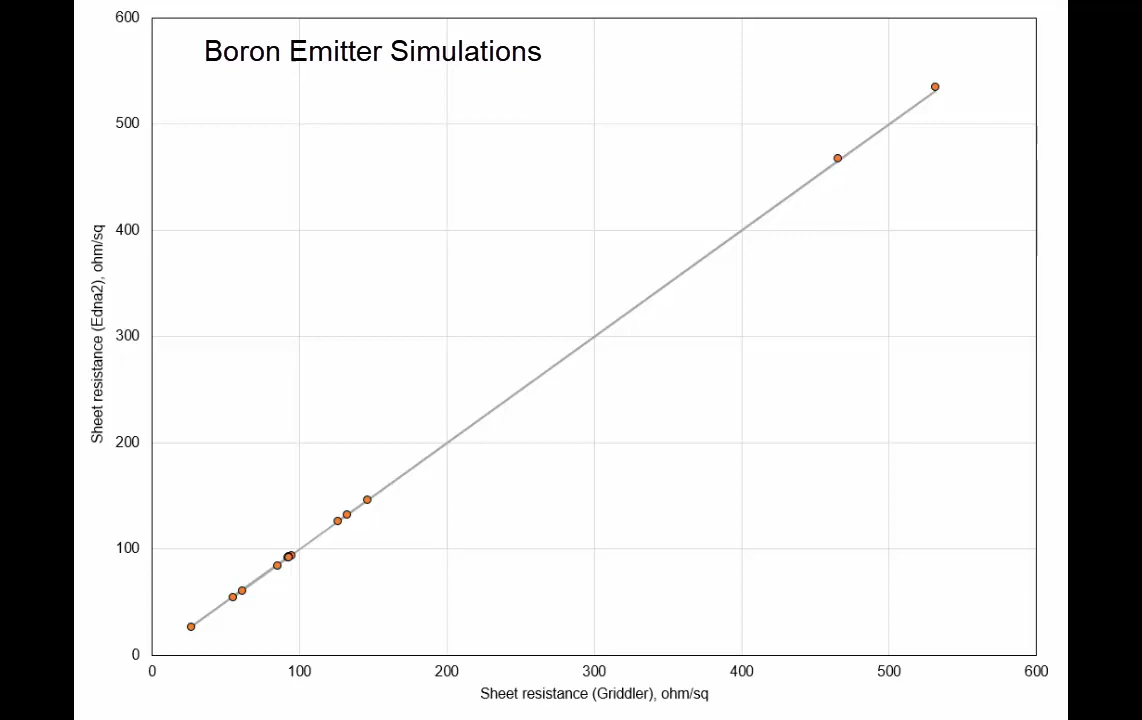 Boron Emitter Simulations
600
500
400
300
200
100
0
Sheet resistance (Edna2), ohm/sq
0 100 200 300 400 500 600
Sheet resistance (Griddler), ohm/sq